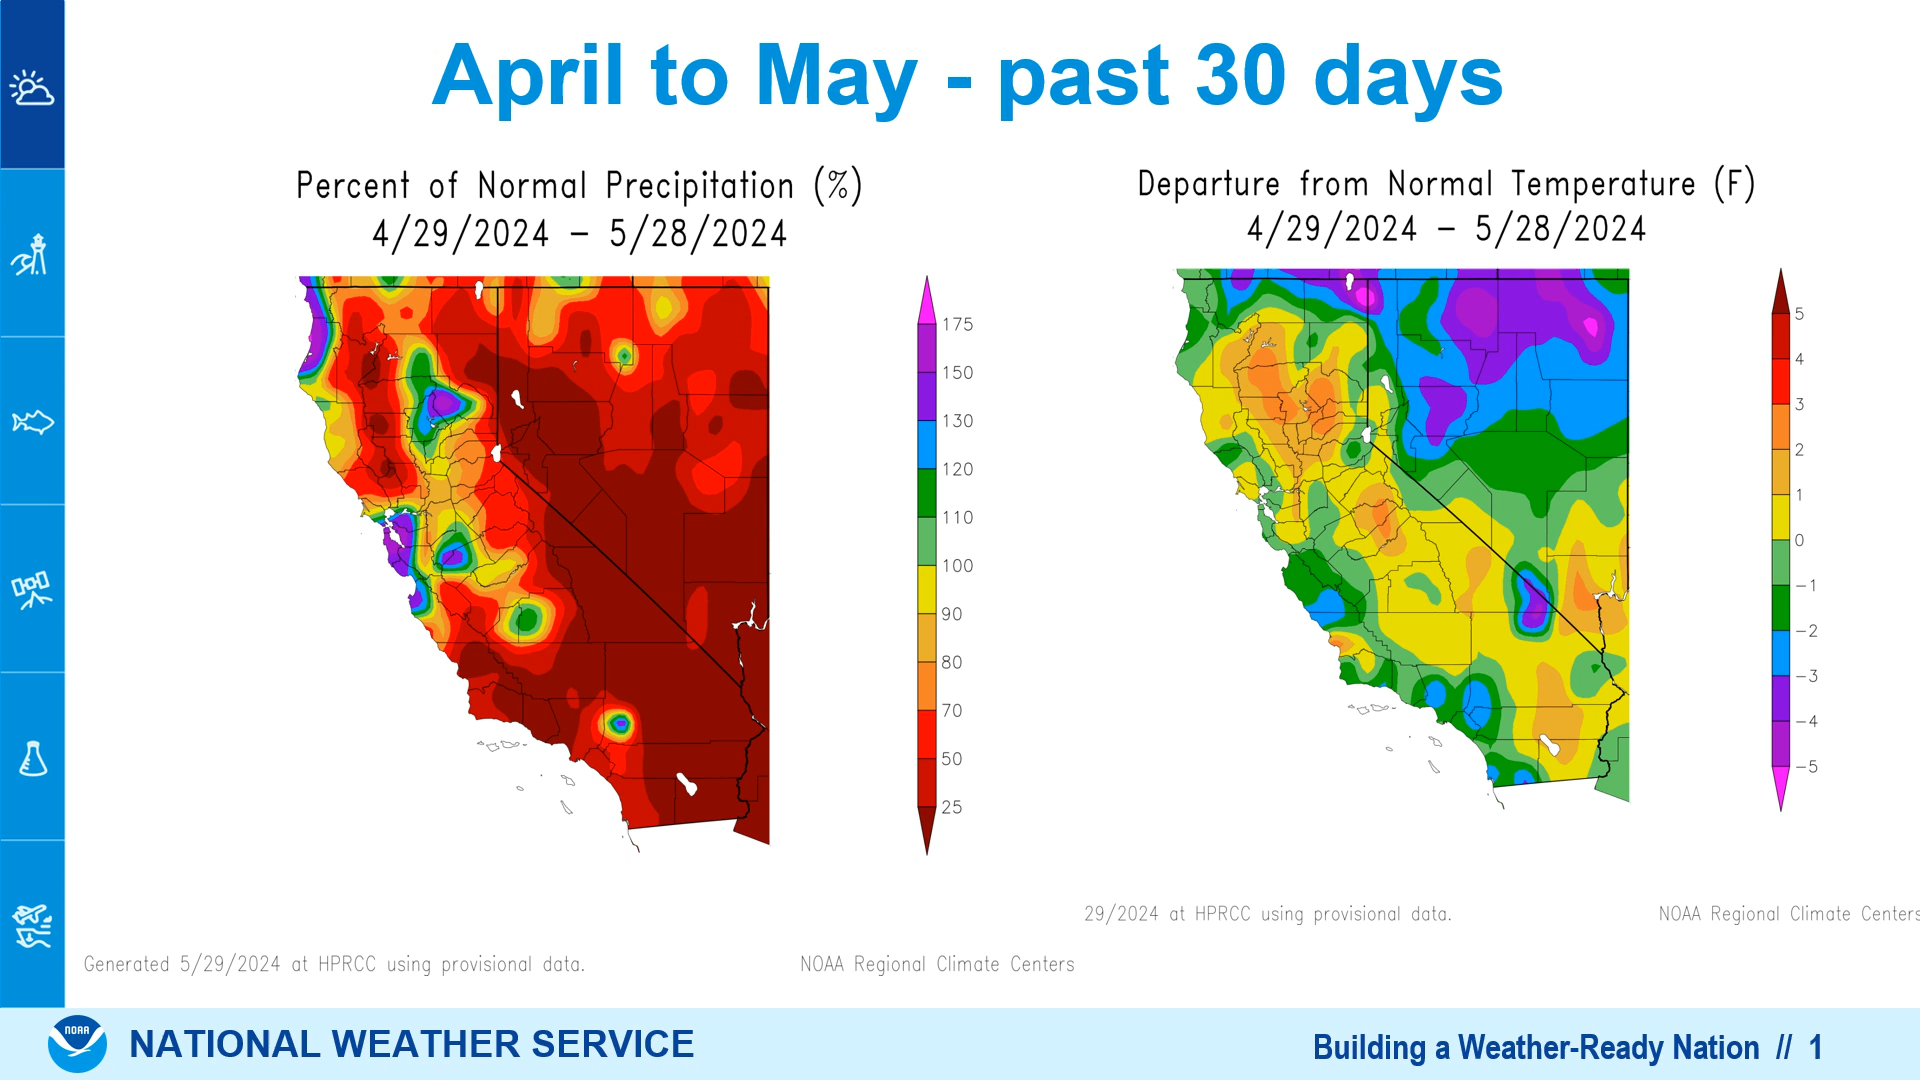 April to May - past 30 days
Percent of Normal Precipitation (%)
4/29/2024 – 5/28/2024
175
150
130
120
110
100
90
80
70
50
25
Generated 5/29/2024 at HPRCC using provisional data.
NOAA Regional Climate Centers
Departure from Normal Temperature (F)
4/29/2024 – 5/28/2024
5
4
3
2
1
0
−1
−2
−3
−4
−5
29/2024 at HPRCC using provisional data.
NOAA Regional Climate Centers
NOAA
NATIONAL WEATHER SERVICE
Building a Weather-Ready Nation // 1